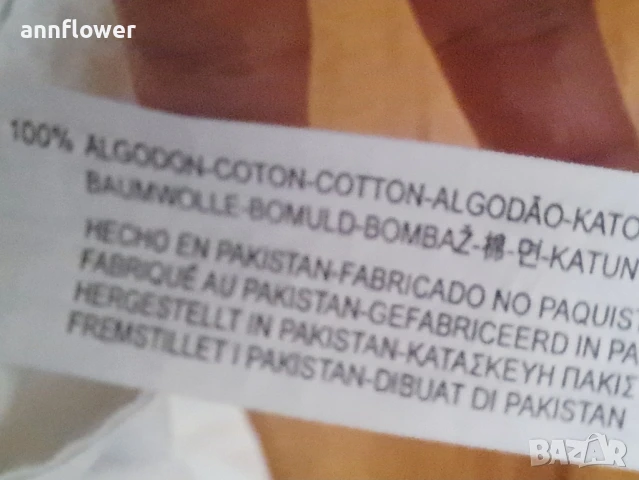 annflower
100% ALGODON-COTON-COTTON-ALGODÃO-KATO
BAUMWOLLE-BOMULD-BOMBAŽ-棉-면-KATUN
HECHO EN PAKISTAN-FABRICADO NO PAQUIS
FABRIQUÉ AU PAKISTAN-GEFABRICEERD IN PA
HERGESTELLT IN PAKISTAN-ΚΑΤΑΣΚΕΥΗ ΠΑΚΙΣ
FREMSTILLET I PAKISTAN-DIBUAT DI PAKISTAN
BAZAR